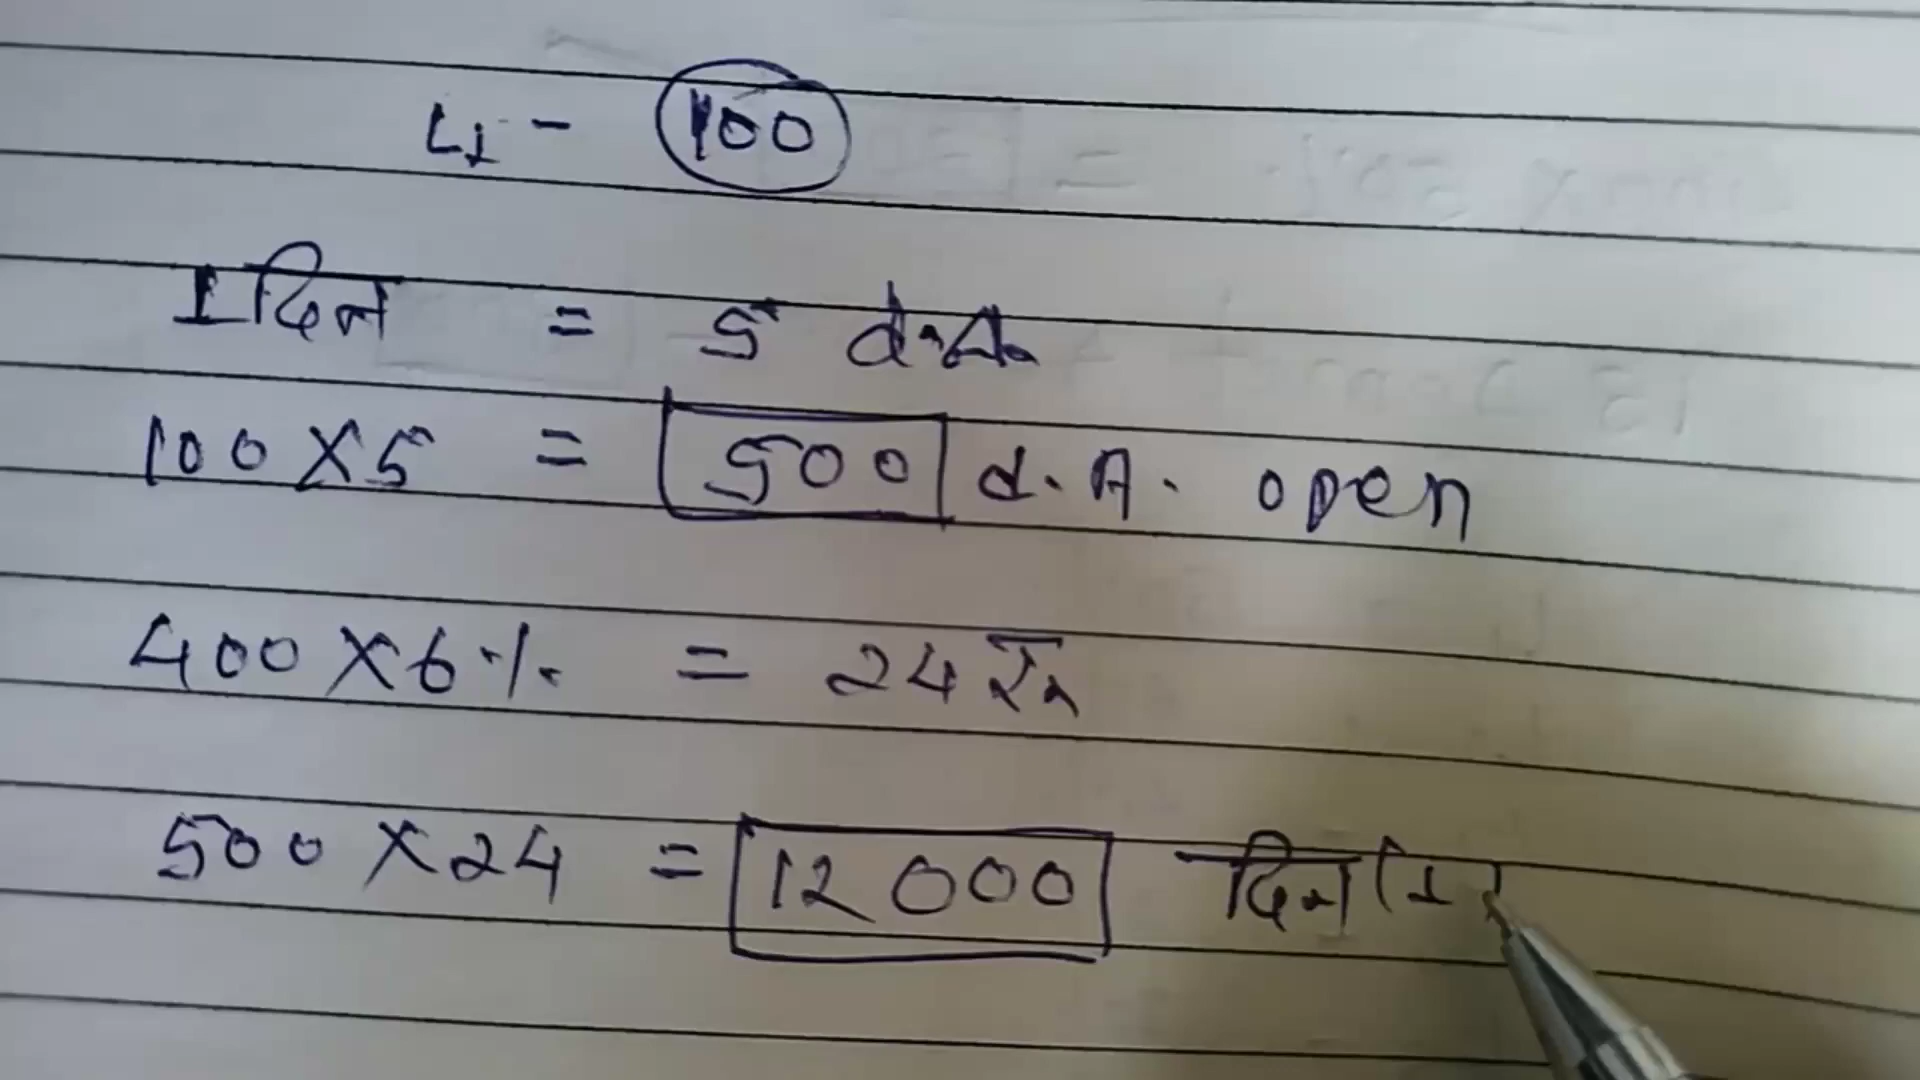 L1 - 100
1 दिन = 5 d.A.
100 X 5 = 500 d.A. open
400 X 6% = 24 रू
500 X 24 = 12000 दिन (1)